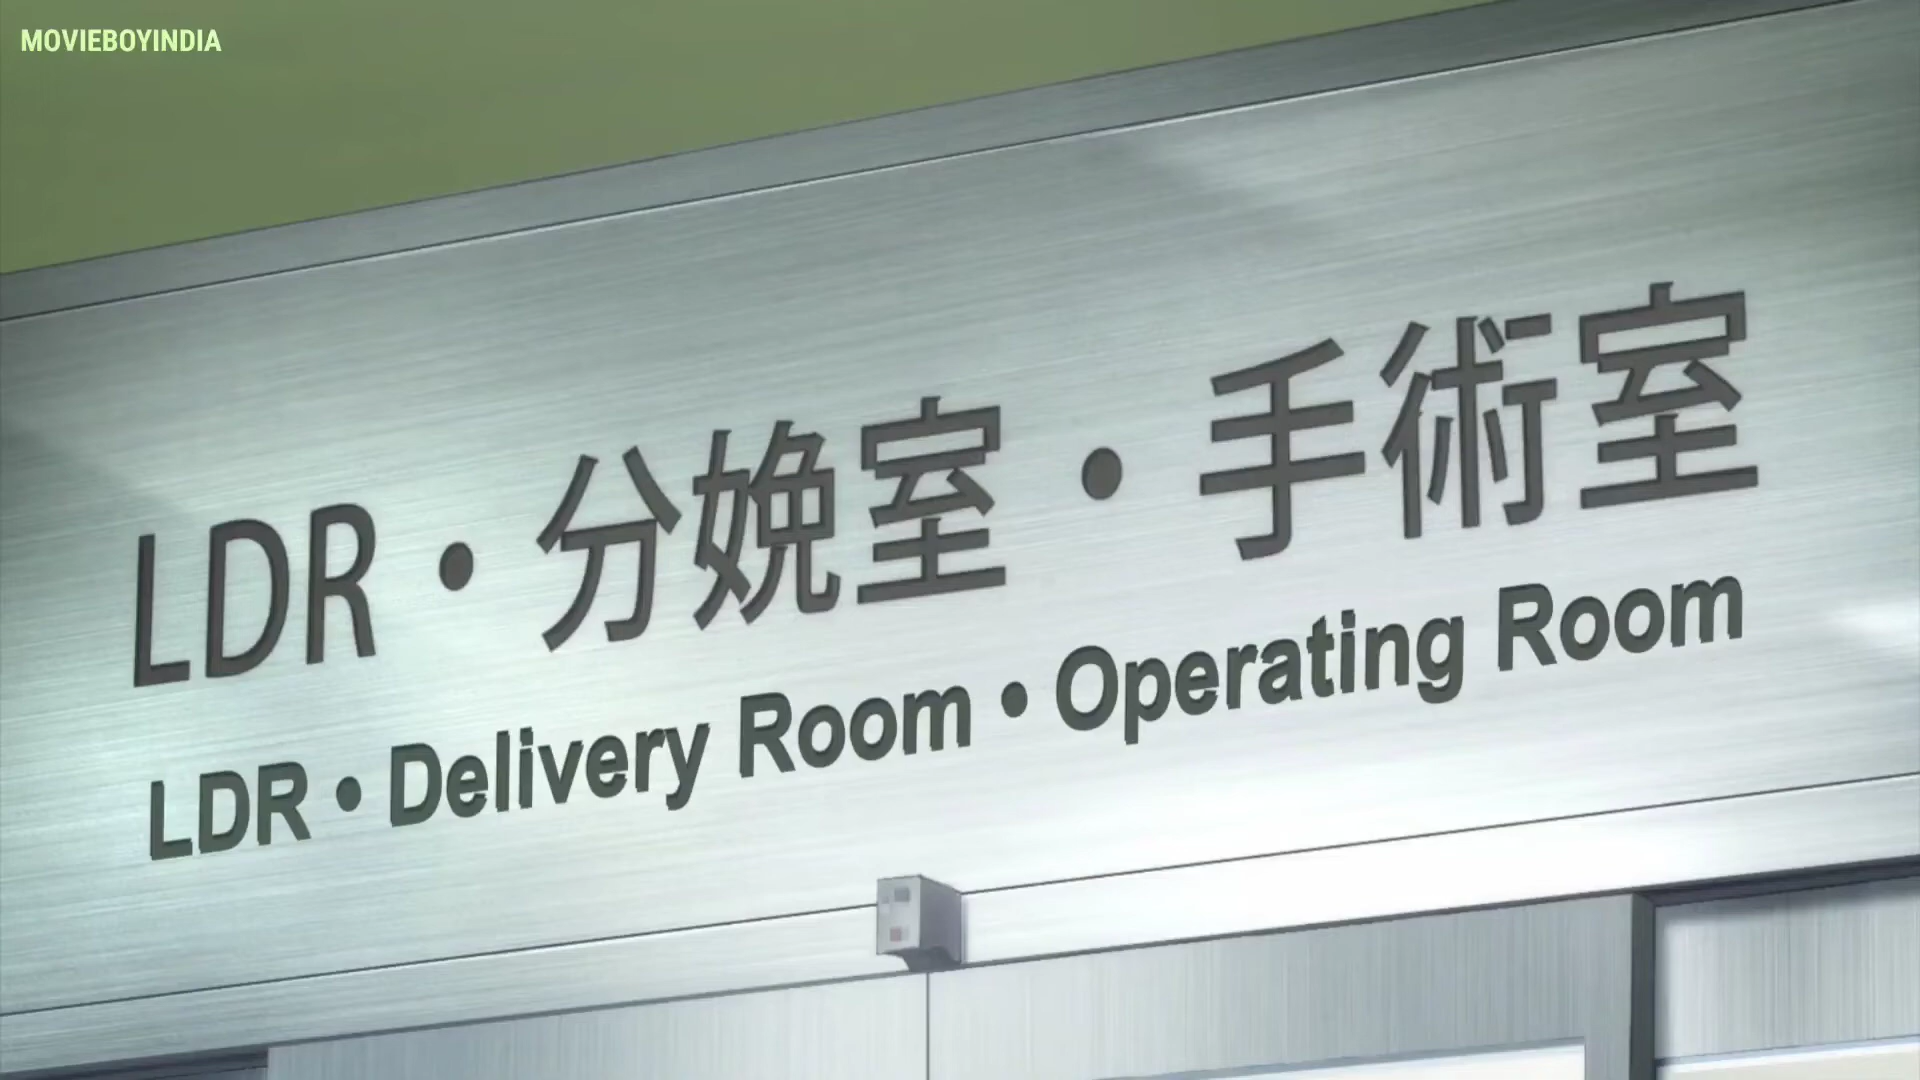 MOVIEBOYINDIA
LDR・分娩室・手術室
LDR・Delivery Room・Operating Room